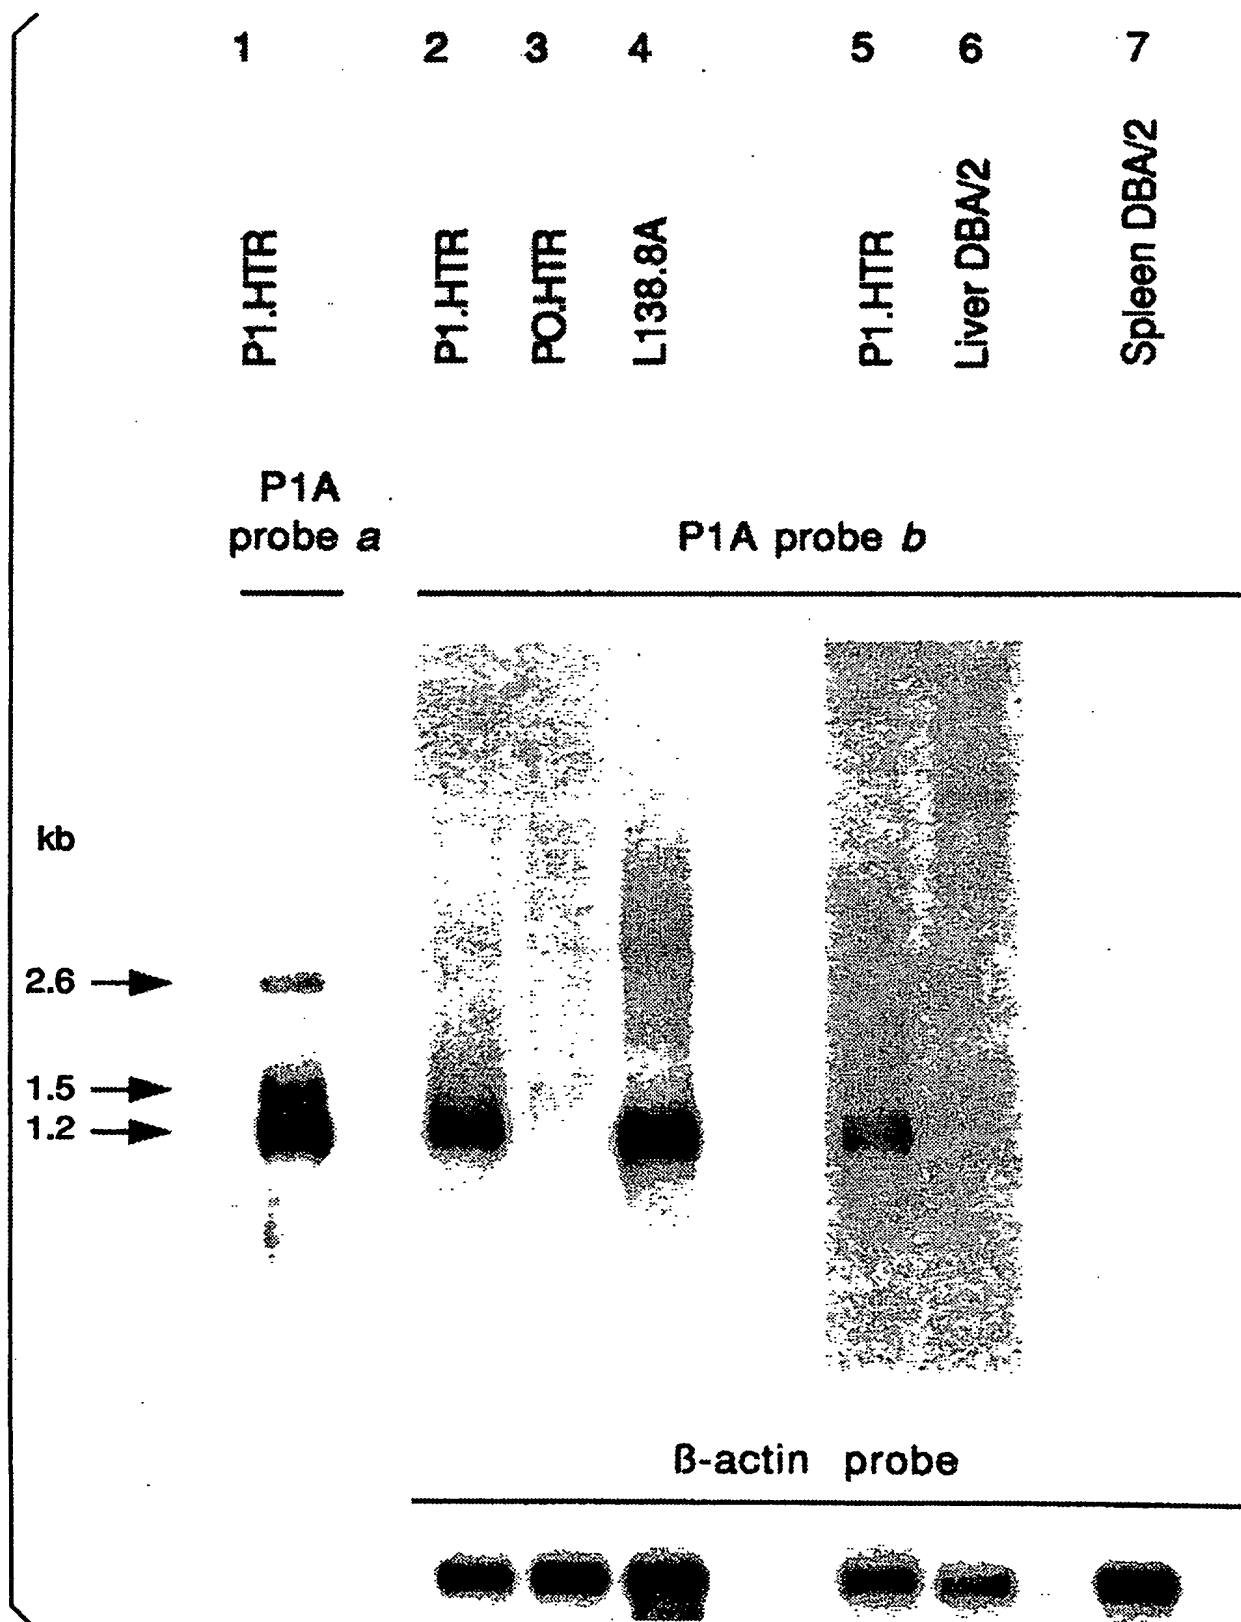 1 2 3 4 5 6 7
P1.HTR
P1.HTR
PO.HTR
L138.8A
P1.HTR
Liver DBA/2
Spleen DBA/2
P1A
probe a
P1A probe b
kb
2.6
1.5
1.2
ß-actin probe